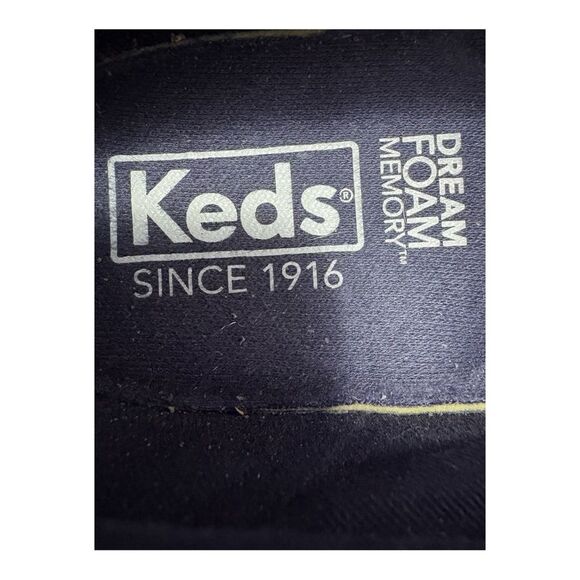 Keds®
SINCE 1916
DREAM
FOAM
MEMORY™